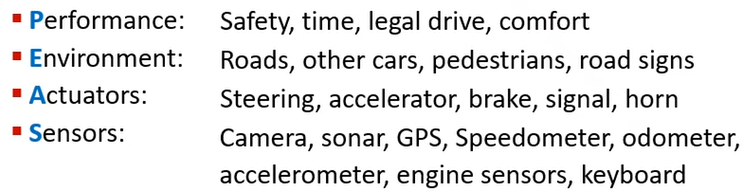 Performance: Safety, time, legal drive, comfort
Environment: Roads, other cars, pedestrians, road signs
Actuators: Steering, accelerator, brake, signal, horn
Sensors: Camera, sonar, GPS, Speedometer, odometer,
accelerometer, engine sensors, keyboard